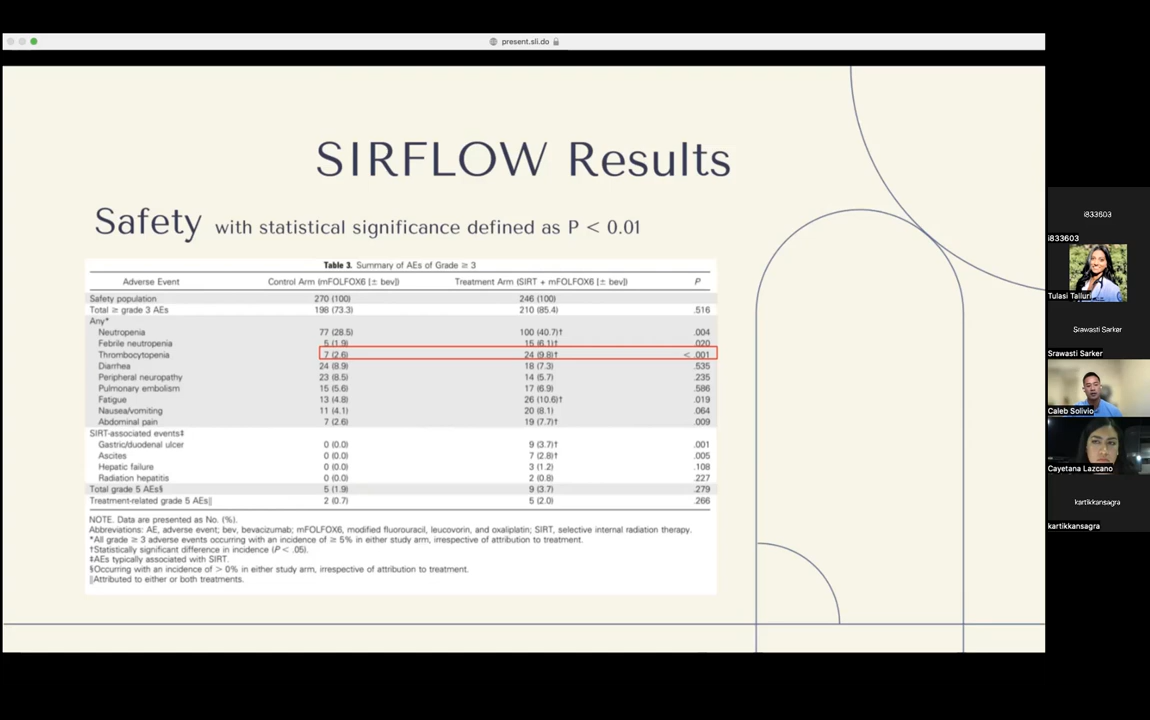 present.sli.do
SIRFLOW Results
Safety with statistical significance defined as P < 0.01
Table 3. Summary of AEs of Grade ≥ 3
Adverse Event Control Arm (mFOLFOX6 [± bev]) Treatment Arm (SIRT + mFOLFOX6 [± bev]) P
Safety population 270 (100) 246 (100)
Total ≥ grade 3 AEs 198 (73.3) 210 (85.4) .516
Any*
Neutropenia 77 (28.5) 100 (40.7)† .004
Febrile neutropenia 5 (1.9) 15 (6.1)† .020
Thrombocytopenia 7 (2.6) 24 (9.8)† < .001
Diarrhea 24 (8.9) 18 (7.3) .535
Peripheral neuropathy 23 (8.5) 14 (5.7) .235
Pulmonary embolism 15 (5.6) 17 (6.9) .586
Fatigue 13 (4.8) 26 (10.6)† .019
Nausea/vomiting 11 (4.1) 20 (8.1) .064
Abdominal pain 7 (2.6) 19 (7.7)† .009
SIRT-associated events‡
Gastric/duodenal ulcer 0 (0.0) 9 (3.7)† .001
Ascites 0 (0.0) 7 (2.8)† .005
Hepatic failure 0 (0.0) 3 (1.2) .108
Radiation hepatitis 0 (0.0) 2 (0.8) .227
Total grade 5 AEs§ 5 (1.9) 9 (3.7) .279
Treatment-related grade 5 AEs|| 2 (0.7) 5 (2.0) .266
NOTE. Data are presented as No. (%).
Abbreviations: AE, adverse event; bev, bevacizumab; mFOLFOX6, modified fluorouracil, leucovorin, and oxaliplatin; SIRT, selective internal radiation therapy.
*All grade ≥ 3 adverse events occurring with an incidence of ≥ 5% in either study arm, irrespective of attribution to treatment.
†Statistically significant difference in incidence (P < .05).
‡AEs typically associated with SIRT.
§Occurring with an incidence of > 0% in either study arm, irrespective of attribution to treatment.
||Attributed to either or both treatments.
i833603
i833603
Tulasi Talluri
Srawasti Sarker
Srawasti Sarker
Caleb Solivio
Cayetana Lazcano
kartikkansagra
kartikkansagra